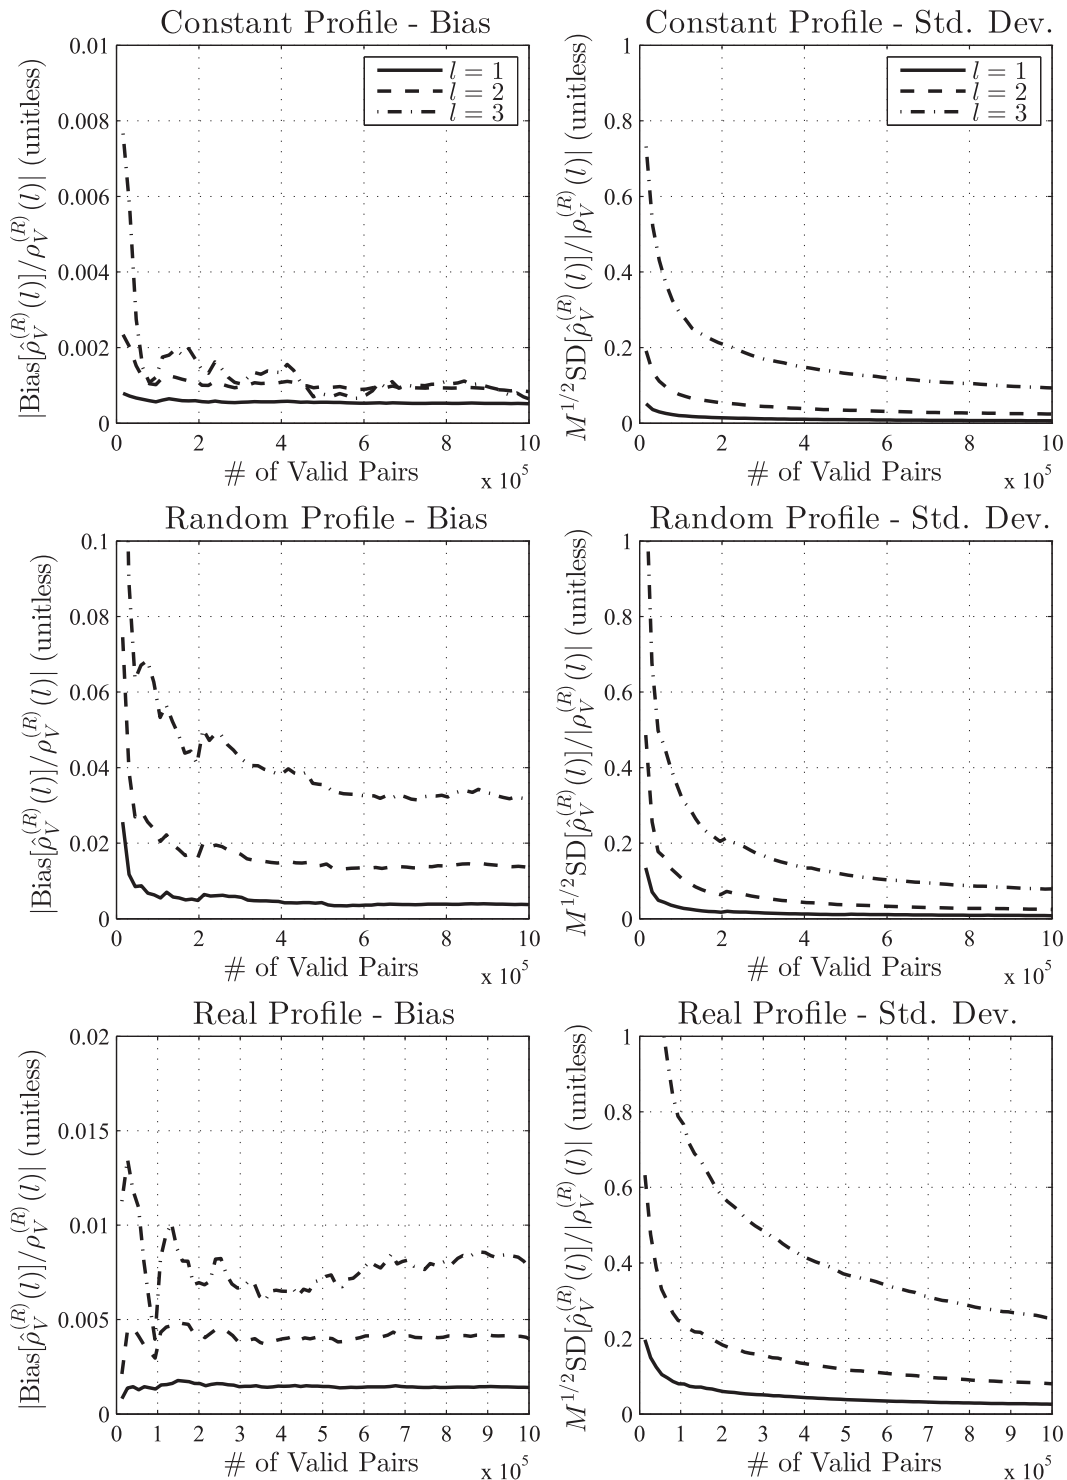 Constant Profile - Bias
|Bias[ρ̂_V^(R)(l)]/ρ_V^(R)(l)| (unitless)
0.01
0.008
0.006
0.004
0.002
0
l = 1
l = 2
l = 3
0 2 4 6 8 10
# of Valid Pairs
x 10^5
Constant Profile - Std. Dev.
M^1/2 SD[ρ̂_V^(R)(l)]/|ρ_V^(R)(l)| (unitless)
1
0.8
0.6
0.4
0.2
0
l = 1
l = 2
l = 3
0 2 4 6 8 10
# of Valid Pairs
x 10^5
Random Profile - Bias
|Bias[ρ̂_V^(R)(l)]/ρ_V^(R)(l)| (unitless)
0.1
0.08
0.06
0.04
0.02
0
0 2 4 6 8 10
# of Valid Pairs
x 10^5
Random Profile - Std. Dev.
M^1/2 SD[ρ̂_V^(R)(l)]/|ρ_V^(R)(l)| (unitless)
1
0.8
0.6
0.4
0.2
0
0 2 4 6 8 10
# of Valid Pairs
x 10^5
Real Profile - Bias
|Bias[ρ̂_V^(R)(l)]/ρ_V^(R)(l)| (unitless)
0.02
0.015
0.01
0.005
0
0 1 2 3 4 5 6 7 8 9 10
# of Valid Pairs
x 10^5
Real Profile - Std. Dev.
M^1/2 SD[ρ̂_V^(R)(l)]/|ρ_V^(R)(l)| (unitless)
1
0.8
0.6
0.4
0.2
0
0 1 2 3 4 5 6 7 8 9 10
# of Valid Pairs
x 10^5